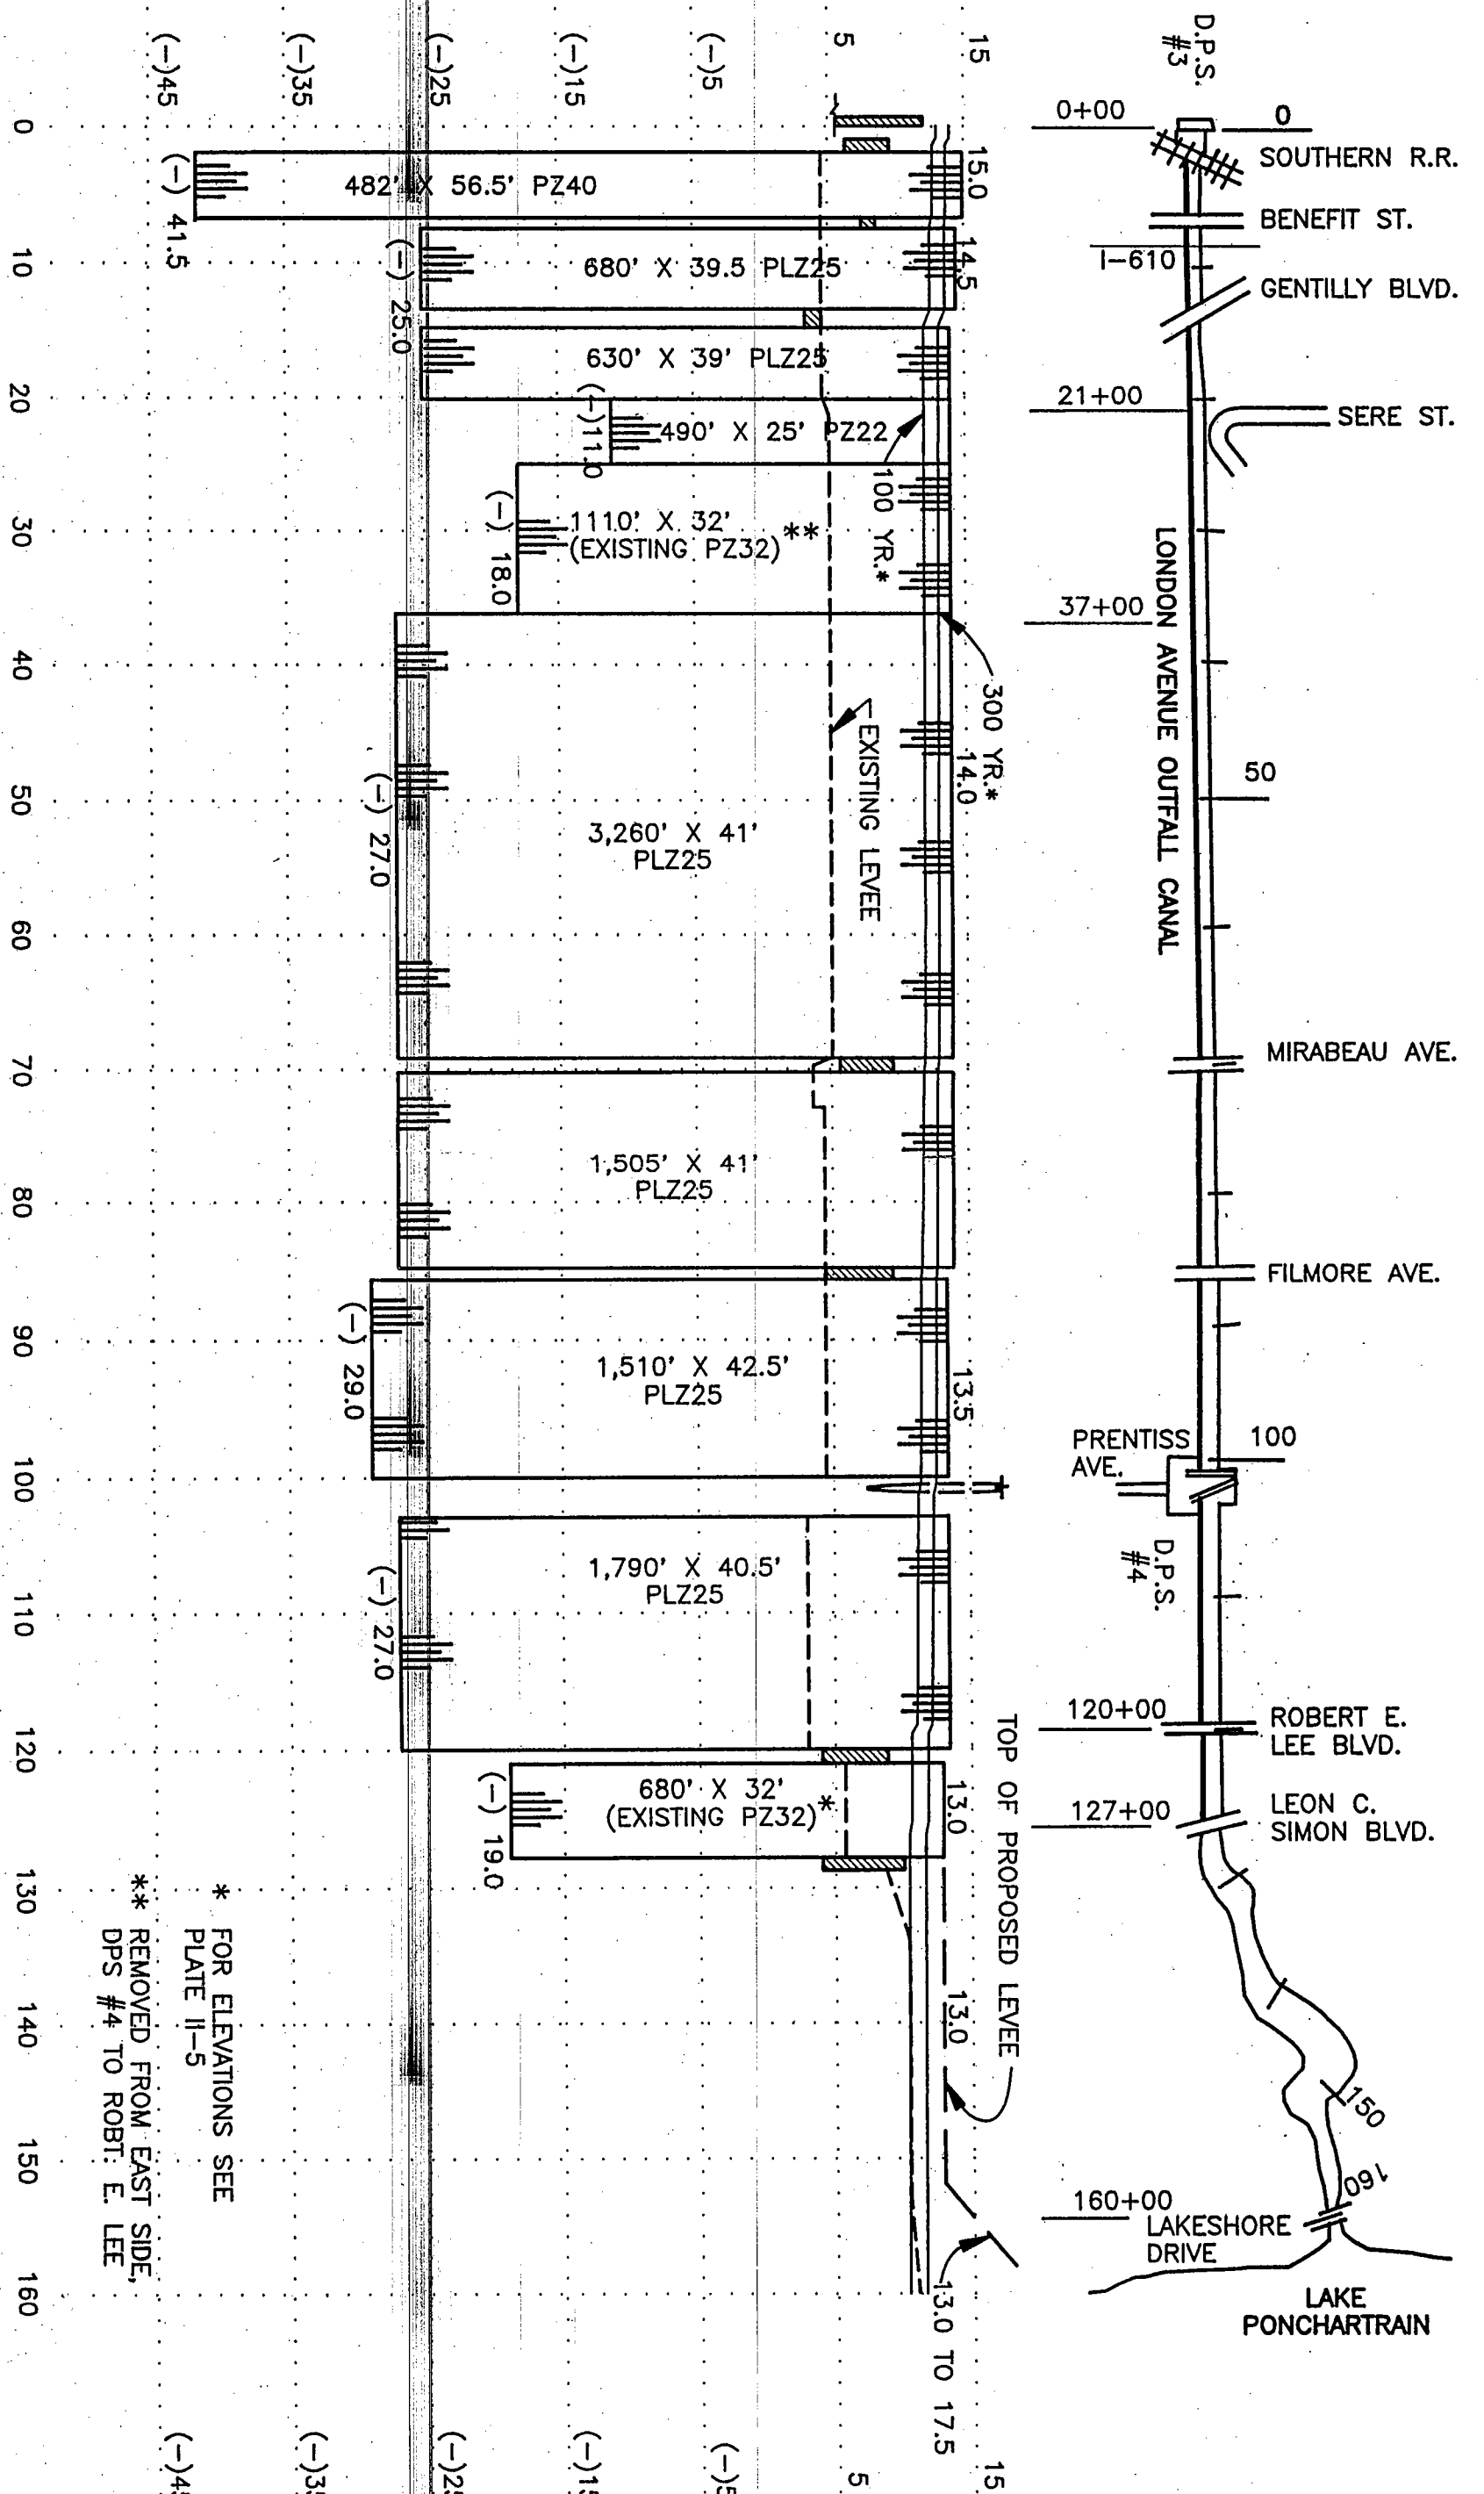 15
5
(-)5
(-)15
(-)25
(-)35
(-)45
D.P.S.
#3
0+00
0
SOUTHERN R.R.
BENEFIT ST.
I-610
GENTILLY BLVD.
21+00
SERE ST.
37+00
LONDON AVENUE OUTFALL CANAL
50
MIRABEAU AVE.
FILMORE AVE.
PRENTISS
AVE.
100
D.P.S.
#4
120+00
ROBERT E.
LEE BLVD.
127+00
LEON C.
SIMON BLVD.
150
160
160+00
LAKESHORE
DRIVE
LAKE
PONCHARTRAIN
15.0
482' X 56.5' PZ40
(-) 41.5
14.5
680' X 39.5 PLZ25
(-) 25.0
630' X 39' PLZ25
490' X 25' PZ22
(-)11.0
100 YR.*
1110' X 32'
(EXISTING PZ32)**
(-) 18.0
300 YR.*
14.0
EXISTING LEVEE
3,260' X 41'
PLZ25
(-) 27.0
1,505' X 41'
PLZ25
13.5
1,510' X 42.5'
PLZ25
(-) 29.0
1,790' X 40.5'
PLZ25
(-) 27.0
TOP OF PROPOSED LEVEE
13.0
680' X 32'
(EXISTING PZ32)*
(-) 19.0
13.0
13.0 TO 17.5
* FOR ELEVATIONS SEE
PLATE II-5
** REMOVED FROM EAST SIDE,
DPS #4 TO ROBT. E. LEE
0
10
20
30
40
50
60
70
80
90
100
110
120
130
140
150
160
15
5
(-)5
(-)15
(-)25
(-)35
(-)45